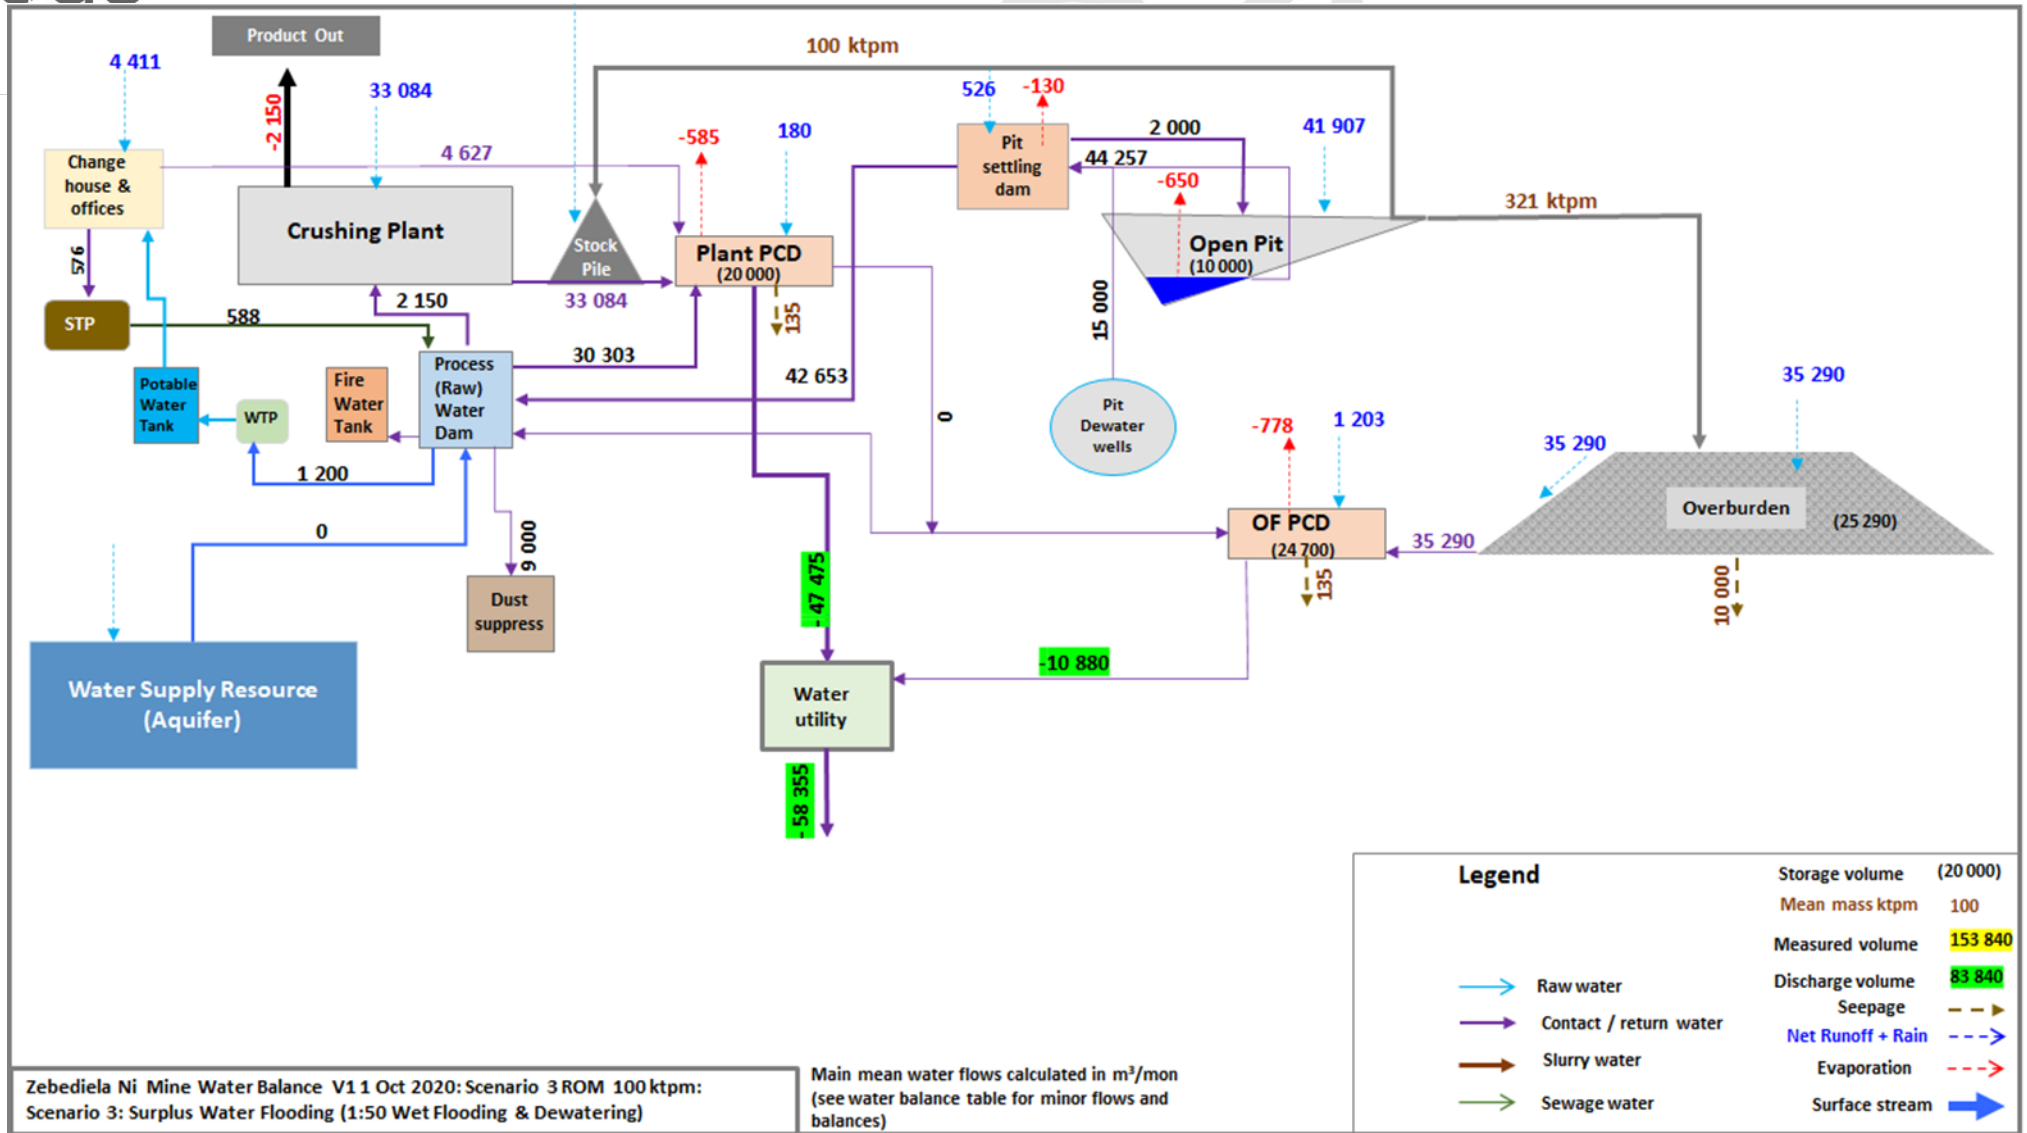 Product Out
100 ktpm
4 411
-2 150
33 084
526
-130
-585
180
2 000
41 907
Pit
settling
dam
44 257
Change
house &
offices
4 627
-650
321 ktpm
Crushing Plant
Stock
Pile
Plant PCD
(20 000)
Open Pit
(10 000)
576
2 150
33 084
135
15 000
STP
588
30 303
Process
(Raw)
Water
Dam
Fire
Water
Tank
Potable
Water
Tank
WTP
42 653
0
Pit
Dewater
wells
35 290
-778
1 203
35 290
1 200
0
9 000
OF PCD
(24 700)
35 290
Overburden
(25 290)
135
10 000
Dust
suppress
- 47 475
-10 880
Water Supply Resource
(Aquifer)
Water
utility
- 58 355
Legend
Storage volume (20 000)
Mean mass ktpm 100
Measured volume 153 840
Discharge volume 83 840
Raw water
Seepage
Contact / return water
Net Runoff + Rain
Slurry water
Evaporation
Sewage water
Surface stream
Zebediela Ni Mine Water Balance V1 1 Oct 2020: Scenario 3 ROM 100 ktpm:
Scenario 3: Surplus Water Flooding (1:50 Wet Flooding & Dewatering)
Main mean water flows calculated in m³/mon
(see water balance table for minor flows and
balances)